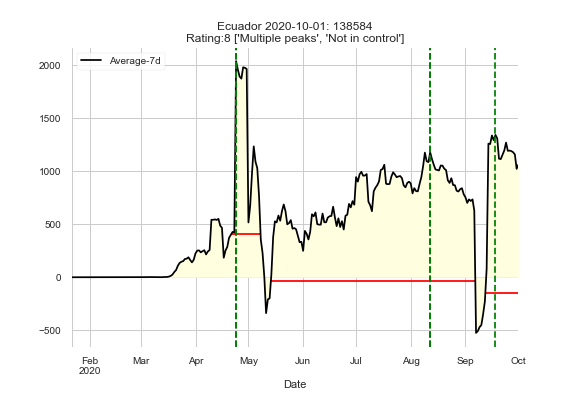 Ecuador 2020-10-01: 138584
Rating:8 ['Multiple peaks', 'Not in control']
Average-7d
2000
1500
1000
500
0
−500
Feb Mar Apr May Jun Jul Aug Sep Oct
2020
Date